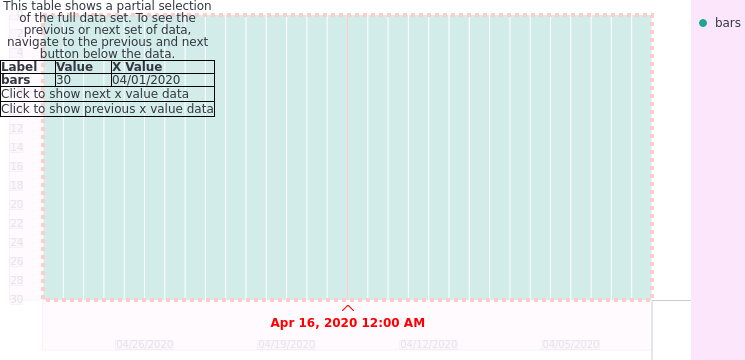 This table shows a partial selection
of the full data set. To see the
previous or next set of data,
navigate to the previous and next
button below the data.
Label Value X Value
bars 30 04/01/2020
Click to show next x value data
Click to show previous x value data
bars
12
14
16
18
20
22
24
26
28
30
Apr 16, 2020 12:00 AM
04/26/2020 04/19/2020 04/12/2020 04/05/2020